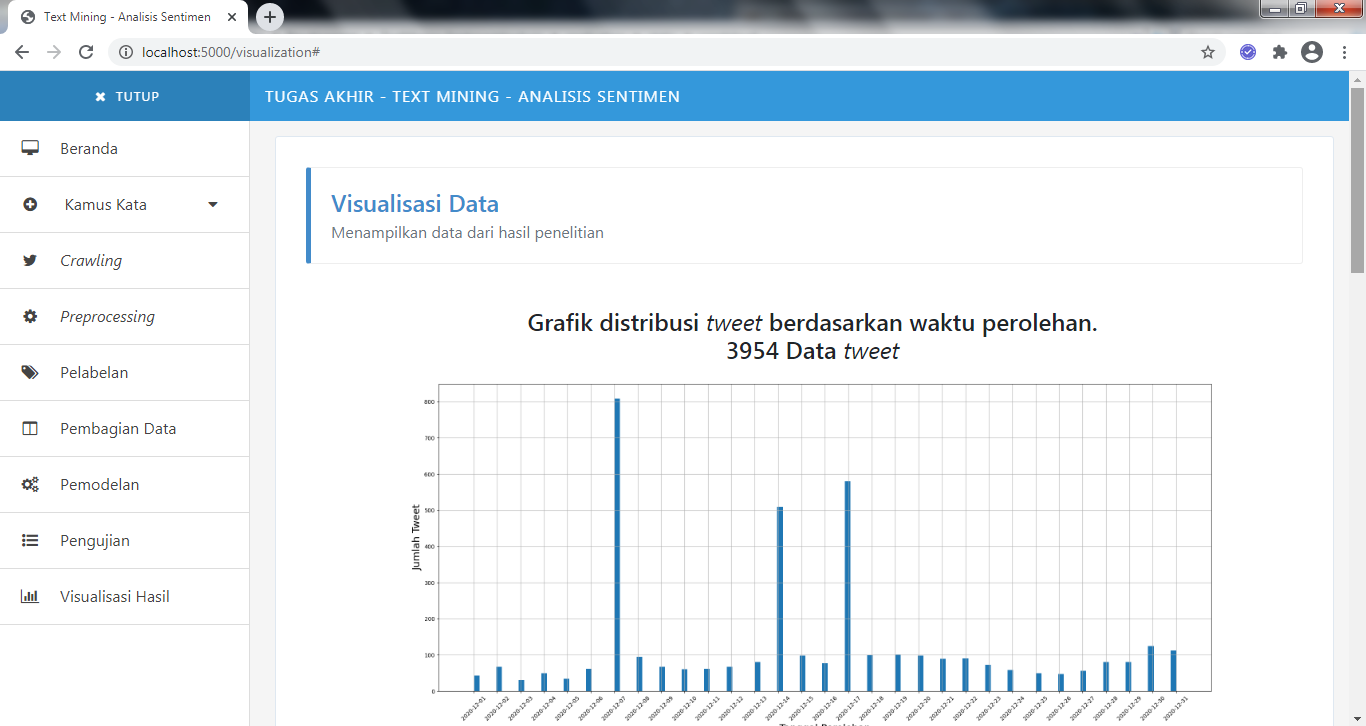 Text Mining - Analisis Sentimen
localhost:5000/visualization#
TUTUP
TUGAS AKHIR - TEXT MINING - ANALISIS SENTIMEN
Beranda
Kamus Kata
Crawling
Preprocessing
Pelabelan
Pembagian Data
Pemodelan
Pengujian
Visualisasi Hasil
Visualisasi Data
Menampilkan data dari hasil penelitian
Grafik distribusi tweet berdasarkan waktu perolehan.
3954 Data tweet
Jumlah Tweet
800
700
600
500
400
300
200
100
0
2020-12-01
2020-12-02
2020-12-03
2020-12-04
2020-12-05
2020-12-06
2020-12-07
2020-12-08
2020-12-09
2020-12-10
2020-12-11
2020-12-12
2020-12-13
2020-12-14
2020-12-15
2020-12-16
2020-12-17
2020-12-18
2020-12-19
2020-12-20
2020-12-21
2020-12-22
2020-12-23
2020-12-24
2020-12-25
2020-12-26
2020-12-27
2020-12-28
2020-12-29
2020-12-30
2020-12-31